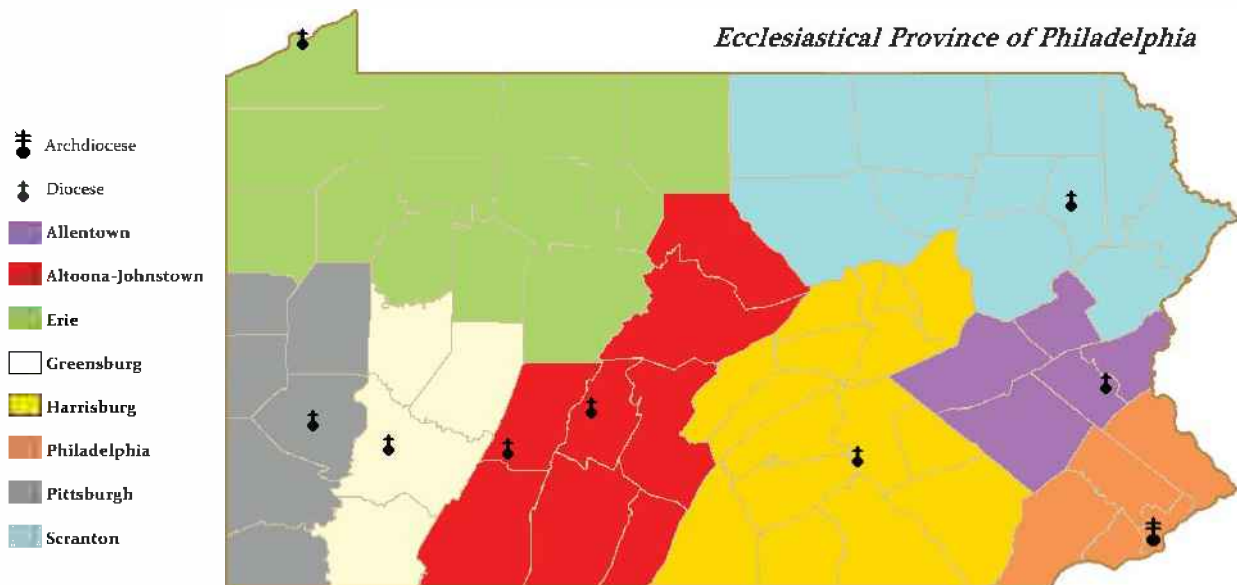 Ecclesiastical Province of Philadelphia
Archdiocese
Diocese
Allentown
Altoona-Johnstown
Erie
Greensburg
Harrisburg
Philadelphia
Pittsburgh
Scranton